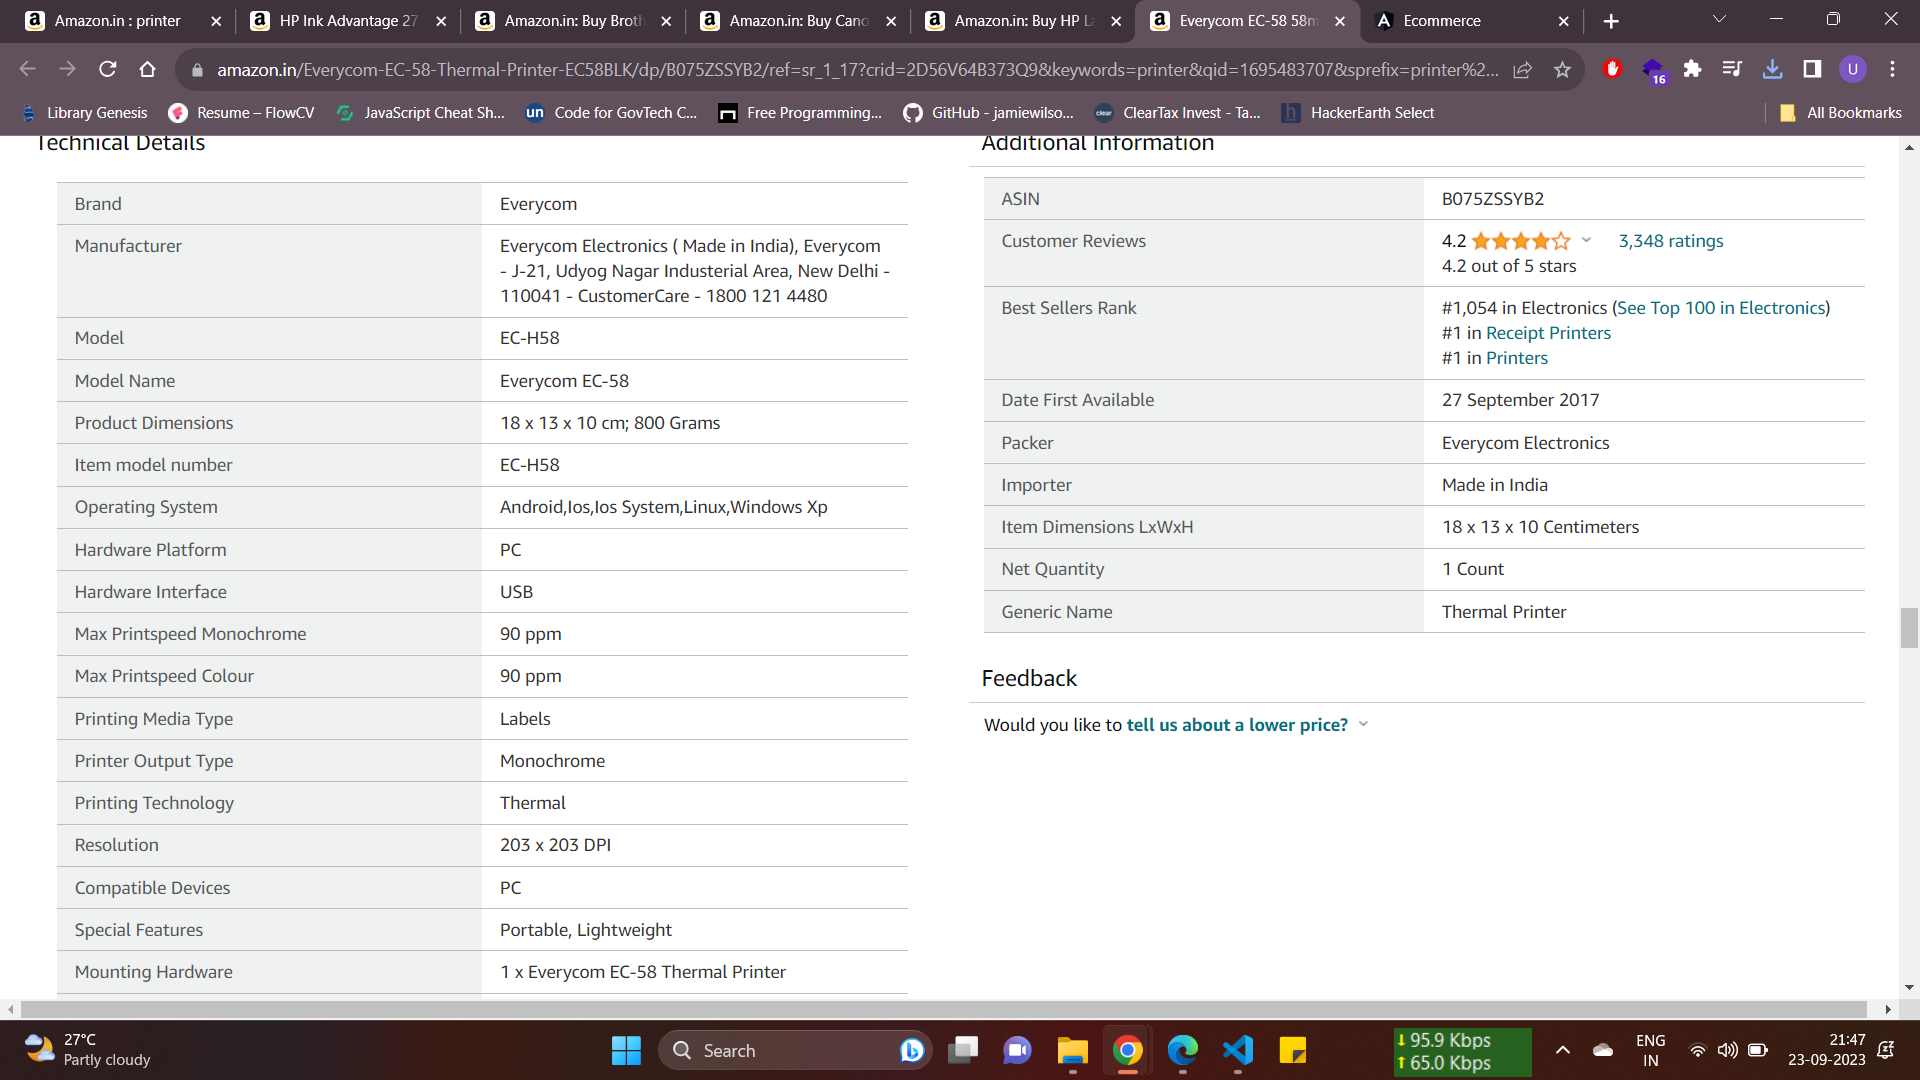 Amazon.in : printer
HP Ink Advantage 27
Amazon.in: Buy Broth
Amazon.in: Buy Cano
Amazon.in: Buy HP La
Everycom EC-58 58m
Ecommerce
amazon.in/Everycom-EC-58-Thermal-Printer-EC58BLK/dp/B075ZSSYB2/ref=sr_1_17?crid=2D56V64B373Q9&keywords=printer&qid=1695483707&sprefix=printer%2...
16
U
Library Genesis
Resume – FlowCV
JavaScript Cheat Sh...
un Code for GovTech C...
Free Programming...
GitHub - jamiewilso...
clear ClearTax Invest - Ta...
h HackerEarth Select
All Bookmarks
Technical Details
Brand Everycom
Manufacturer Everycom Electronics ( Made in India), Everycom
- J-21, Udyog Nagar Industerial Area, New Delhi -
110041 - CustomerCare - 1800 121 4480
Model EC-H58
Model Name Everycom EC-58
Product Dimensions 18 x 13 x 10 cm; 800 Grams
Item model number EC-H58
Operating System Android,Ios,Ios System,Linux,Windows Xp
Hardware Platform PC
Hardware Interface USB
Max Printspeed Monochrome 90 ppm
Max Printspeed Colour 90 ppm
Printing Media Type Labels
Printer Output Type Monochrome
Printing Technology Thermal
Resolution 203 x 203 DPI
Compatible Devices PC
Special Features Portable, Lightweight
Mounting Hardware 1 x Everycom EC-58 Thermal Printer
Additional Information
ASIN B075ZSSYB2
Customer Reviews 4.2 3,348 ratings
4.2 out of 5 stars
Best Sellers Rank #1,054 in Electronics (See Top 100 in Electronics)
#1 in Receipt Printers
#1 in Printers
Date First Available 27 September 2017
Packer Everycom Electronics
Importer Made in India
Item Dimensions LxWxH 18 x 13 x 10 Centimeters
Net Quantity 1 Count
Generic Name Thermal Printer
Feedback
Would you like to tell us about a lower price?
27°C
Partly cloudy
Search
95.9 Kbps
65.0 Kbps
ENG
IN
21:47
23-09-2023